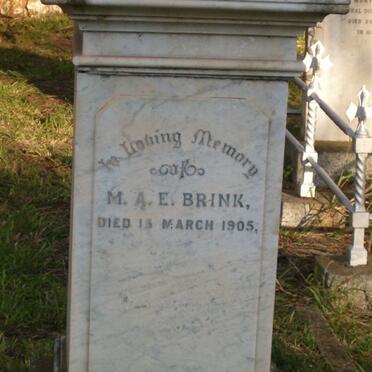 In Loving Memory
of
M. A. E. BRINK,
DIED 15 MARCH 1905,